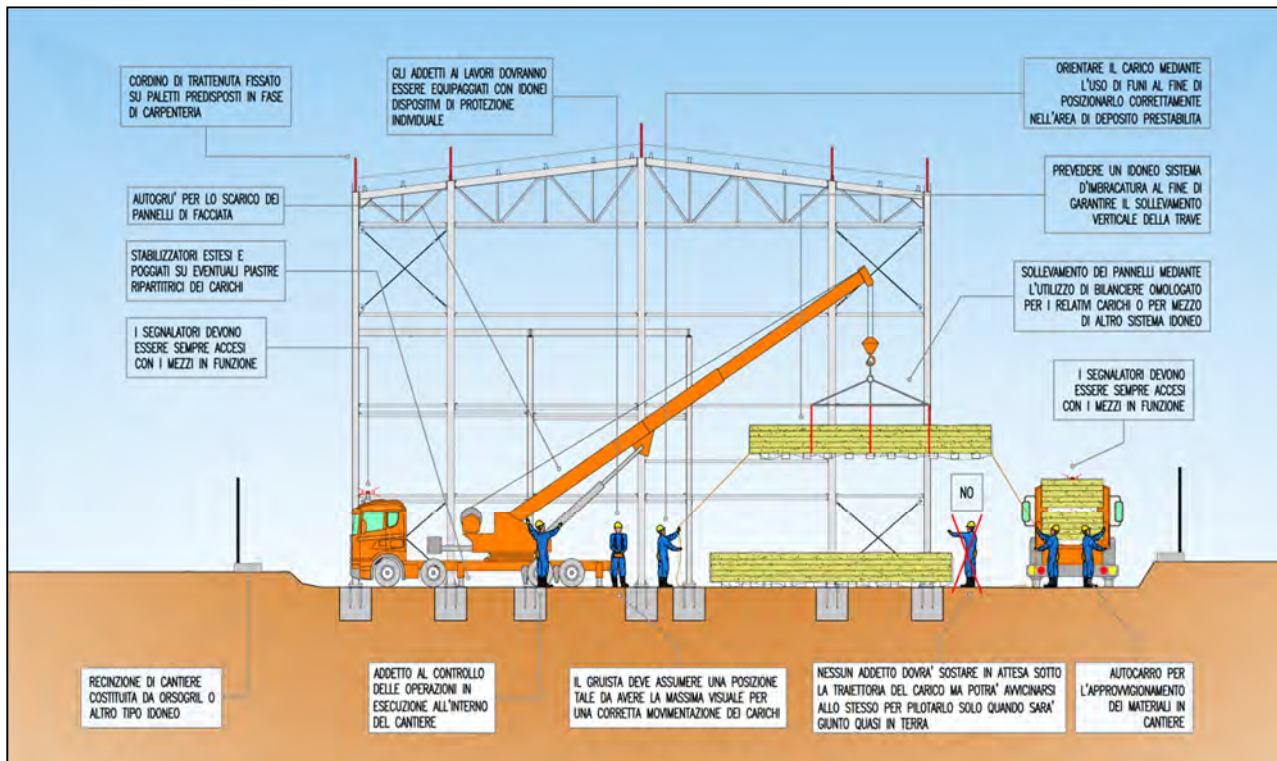 CORDINO DI TRATTENUTA FISSATO
SU PALETTI PREDISPOSTI IN FASE
DI CARPENTERIA
GLI ADDETTI AI LAVORI DOVRANNO
ESSERE EQUIPAGGIATI CON IDONEI
DISPOSITIVI DI PROTEZIONE
INDIVIDUALE
ORIENTARE IL CARICO MEDIANTE
L'USO DI FUNI AL FINE DI
POSIZIONARLO CORRETTAMENTE
NELL'AREA DI DEPOSITO PRESTABILITA
AUTOGRU' PER LO SCARICO DEI
PANNELLI DI FACCIATA
PREVEDERE UN IDONEO SISTEMA
D'IMBRACATURA AL FINE DI
GARANTIRE IL SOLLEVAMENTO
VERTICALE DELLA TRAVE
STABILIZZATORI ESTESI E
POGGIATI SU EVENTUALI PIASTRE
RIPARTITRICI DEI CARICHI
SOLLEVAMENTO DEI PANNELLI MEDIANTE
L'UTILIZZO DI BILANCIERE OMOLOGATO
PER I RELATIVI CARICHI O PER MEZZO
DI ALTRO SISTEMA IDONEO
I SEGNALATORI DEVONO
ESSERE SEMPRE ACCESI
CON I MEZZI IN FUNZIONE
I SEGNALATORI DEVONO
ESSERE SEMPRE ACCESI
CON I MEZZI IN FUNZIONE
NO
RECINZIONE DI CANTIERE
COSTITUITA DA ORSOGRIL O
ALTRO TIPO IDONEO
ADDETTO AL CONTROLLO
DELLE OPERAZIONI IN
ESECUZIONE ALL'INTERNO
DEL CANTIERE
IL GRUISTA DEVE ASSUMERE UNA POSIZIONE
TALE DA AVERE LA MASSIMA VISUALE PER
UNA CORRETTA MOVIMENTAZIONE DEI CARICHI
NESSUN ADDETTO DOVRA' SOSTARE IN ATTESA SOTTO
LA TRAIETTORIA DEL CARICO MA POTRA' AVVICINARSI
ALLO STESSO PER PILOTARLO SOLO QUANDO SARA'
GIUNTO QUASI IN TERRA
AUTOCARRO PER
L'APPROVVIGIONAMENTO
DEI MATERIALI IN
CANTIERE